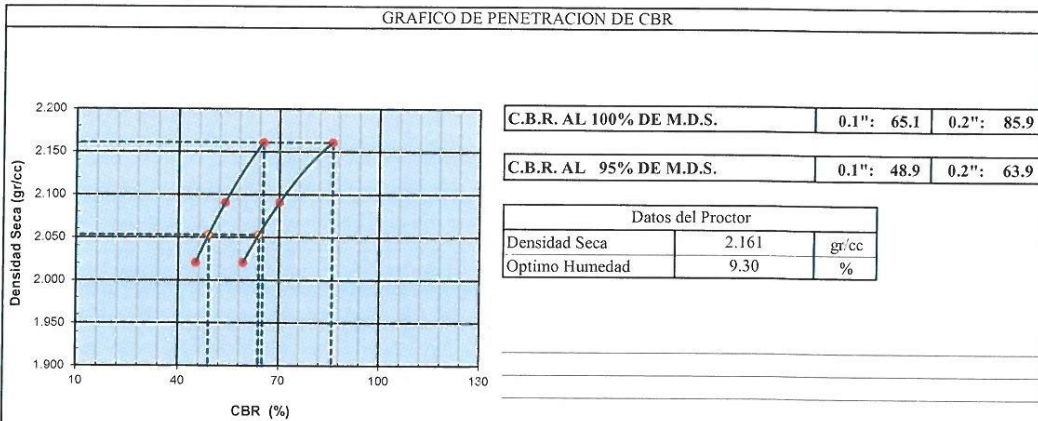 GRAFICO DE PENETRACION DE CBR
2.200
2.150
2.100
2.050
2.000
1.950
1.900
Densidad Seca (gr/cc)
10 40 70 100 130
CBR (%)
C.B.R. AL 100% DE M.D.S. 0.1": 65.1 0.2": 85.9
C.B.R. AL 95% DE M.D.S. 0.1": 48.9 0.2": 63.9
Datos del Proctor
Densidad Seca 2.161 gr/cc
Optimo Humedad 9.30 %